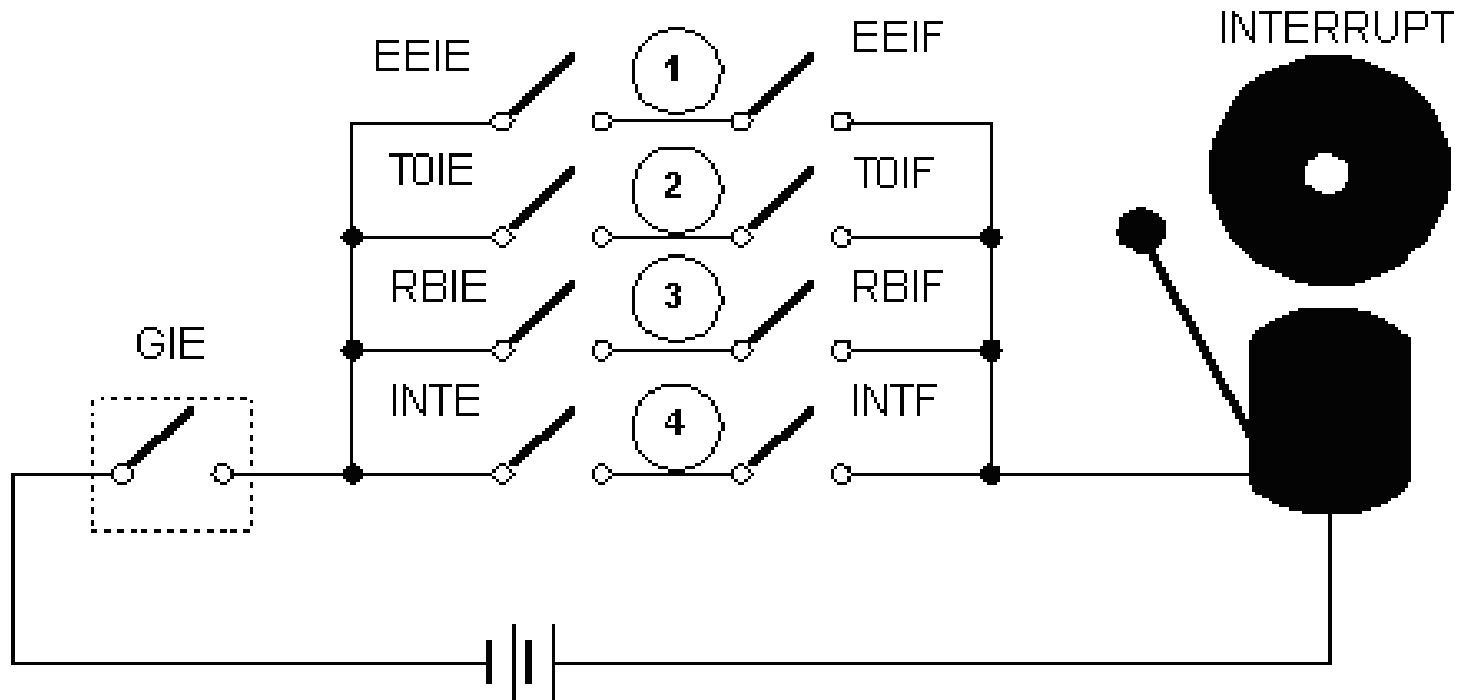 INTERRUPT
EEIE 1 EEIF
T0IE 2 T0IF
RBIE 3 RBIF
GIE
INTE 4 INTF